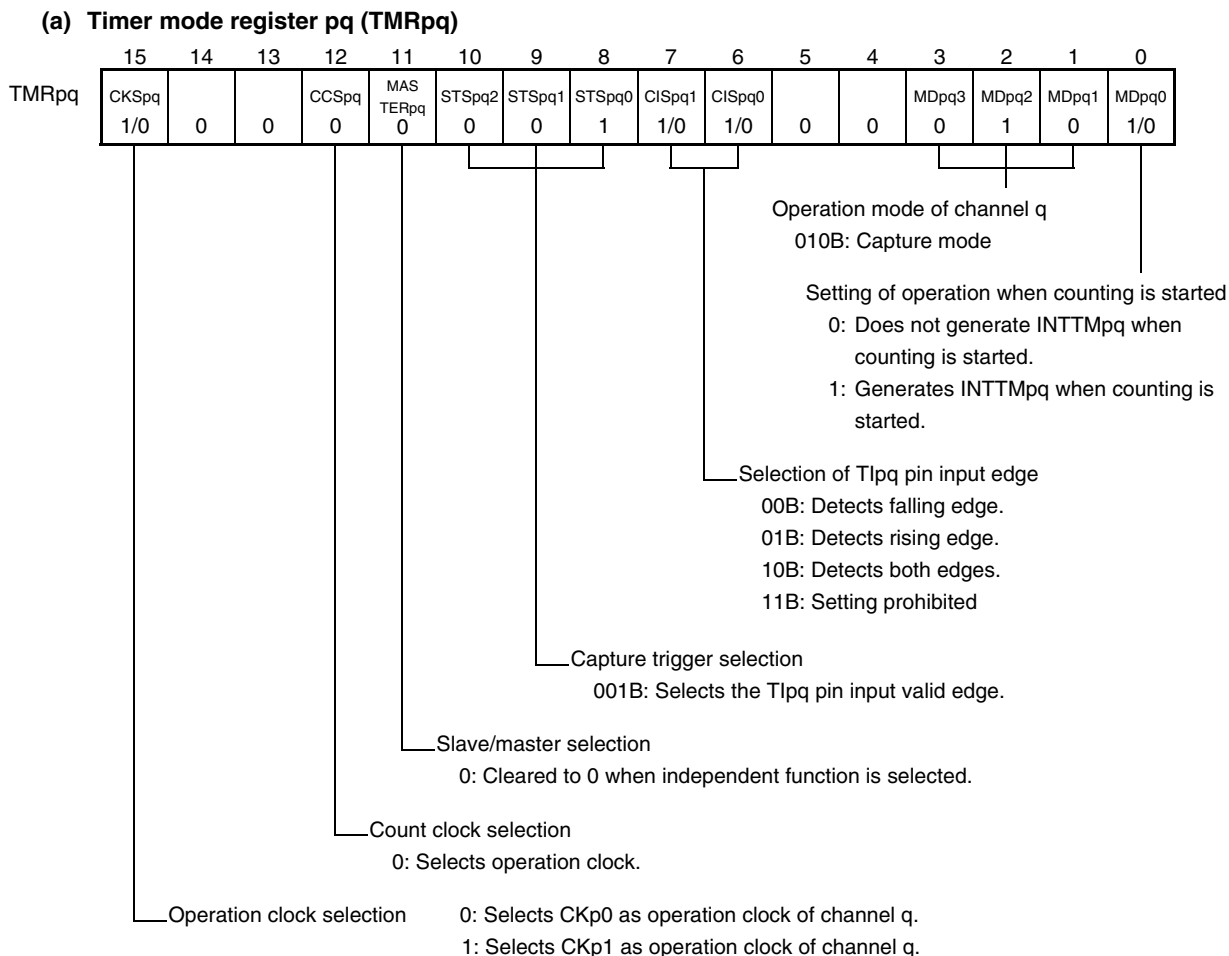 (a) Timer mode register pq (TMRpq)
15 14 13 12 11 10 9 8 7 6 5 4 3 2 1 0
TMRpq CKSpq CCSpq MAS TERpq STSpq2 STSpq1 STSpq0 CISpq1 CISpq0 MDpq3 MDpq2 MDpq1 MDpq0
1/0 0 0 0 0 0 0 1 1/0 1/0 0 0 0 1 0 1/0
Operation mode of channel q
010B: Capture mode
Setting of operation when counting is started
0: Does not generate INTTMpq when
counting is started.
1: Generates INTTMpq when counting is
started.
Selection of TIpq pin input edge
00B: Detects falling edge.
01B: Detects rising edge.
10B: Detects both edges.
11B: Setting prohibited
Capture trigger selection
001B: Selects the TIpq pin input valid edge.
Slave/master selection
0: Cleared to 0 when independent function is selected.
Count clock selection
0: Selects operation clock.
Operation clock selection 0: Selects CKp0 as operation clock of channel q.
1: Selects CKp1 as operation clock of channel q.